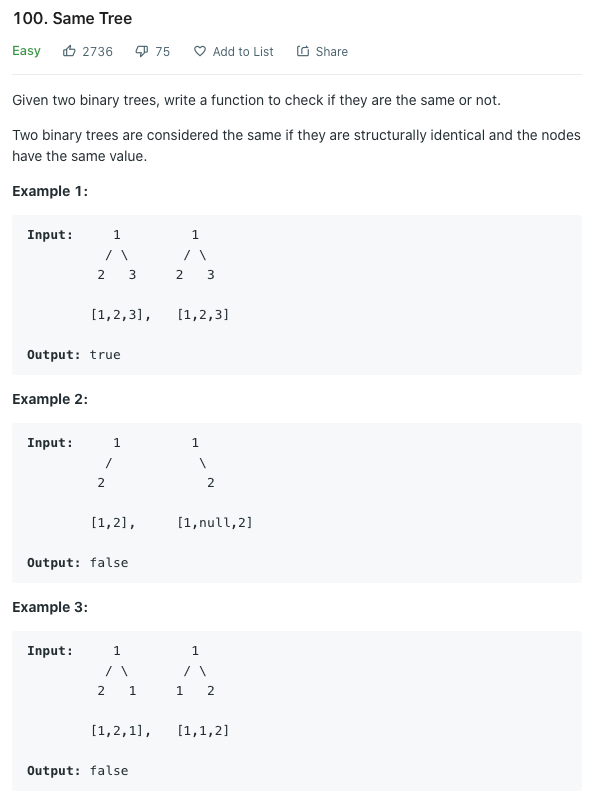 100. Same Tree
Easy 2736 75 Add to List Share
Given two binary trees, write a function to check if they are the same or not.
Two binary trees are considered the same if they are structurally identical and the nodes
have the same value.
Example 1:
Input:     1         1
          / \       / \
         2   3     2   3
        [1,2,3],   [1,2,3]
Output: true
Example 2:
Input:     1         1
          /           \
         2             2
        [1,2],     [1,null,2]
Output: false
Example 3:
Input:     1         1
          / \       / \
         2   1     1   2
        [1,2,1],   [1,1,2]
Output: false